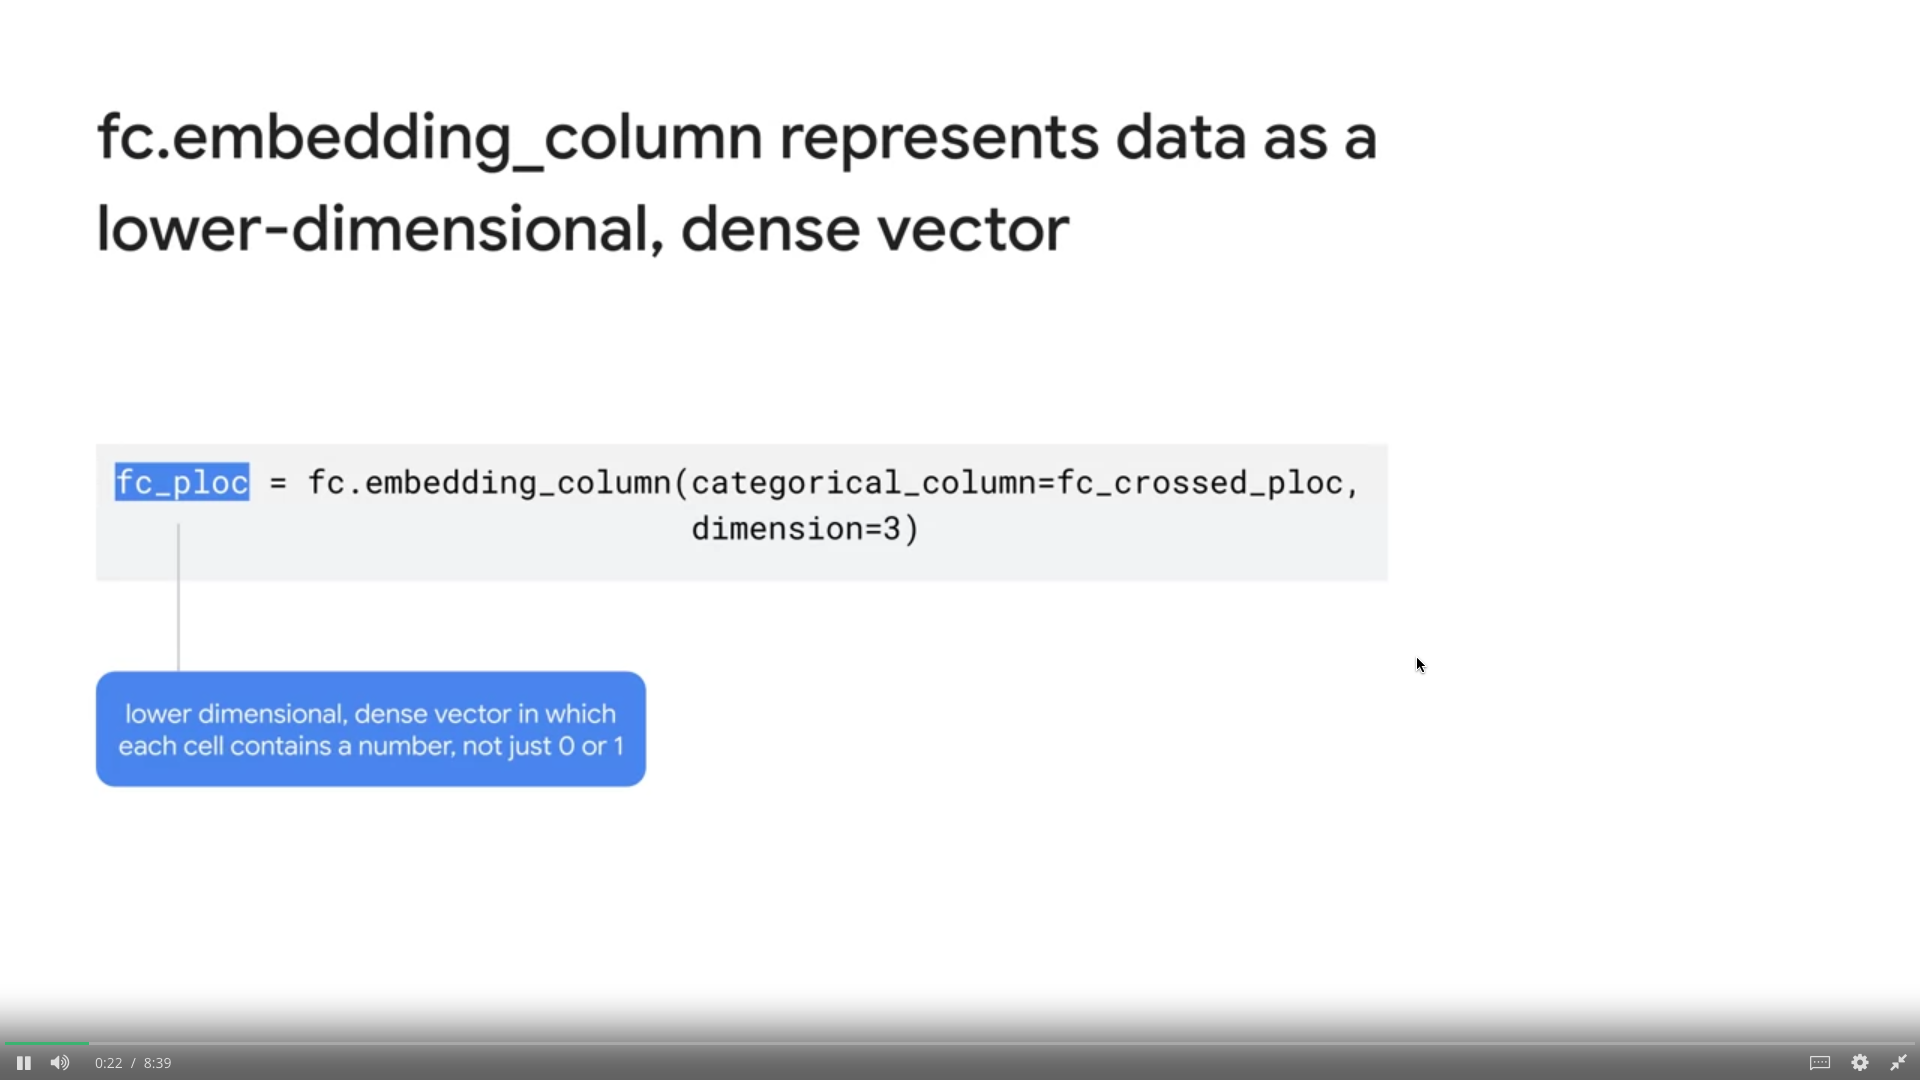 fc.embedding_column represents data as a
lower-dimensional, dense vector
fc_ploc = fc.embedding_column(categorical_column=fc_crossed_ploc,
dimension=3)
lower dimensional, dense vector in which
each cell contains a number, not just 0 or 1
0:22 / 8:39